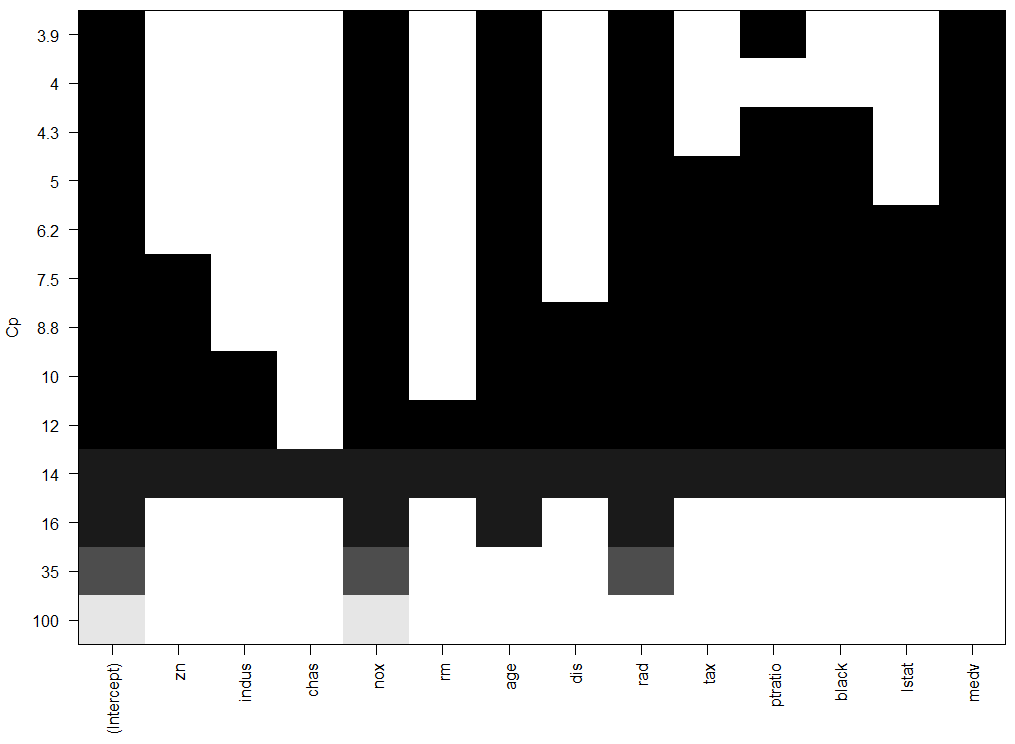 3.9
4
4.3
5
6.2
7.5
8.8
10
12
14
16
35
100
Cp
(Intercept)
zn
indus
chas
nox
rm
age
dis
rad
tax
ptratio
black
lstat
medv